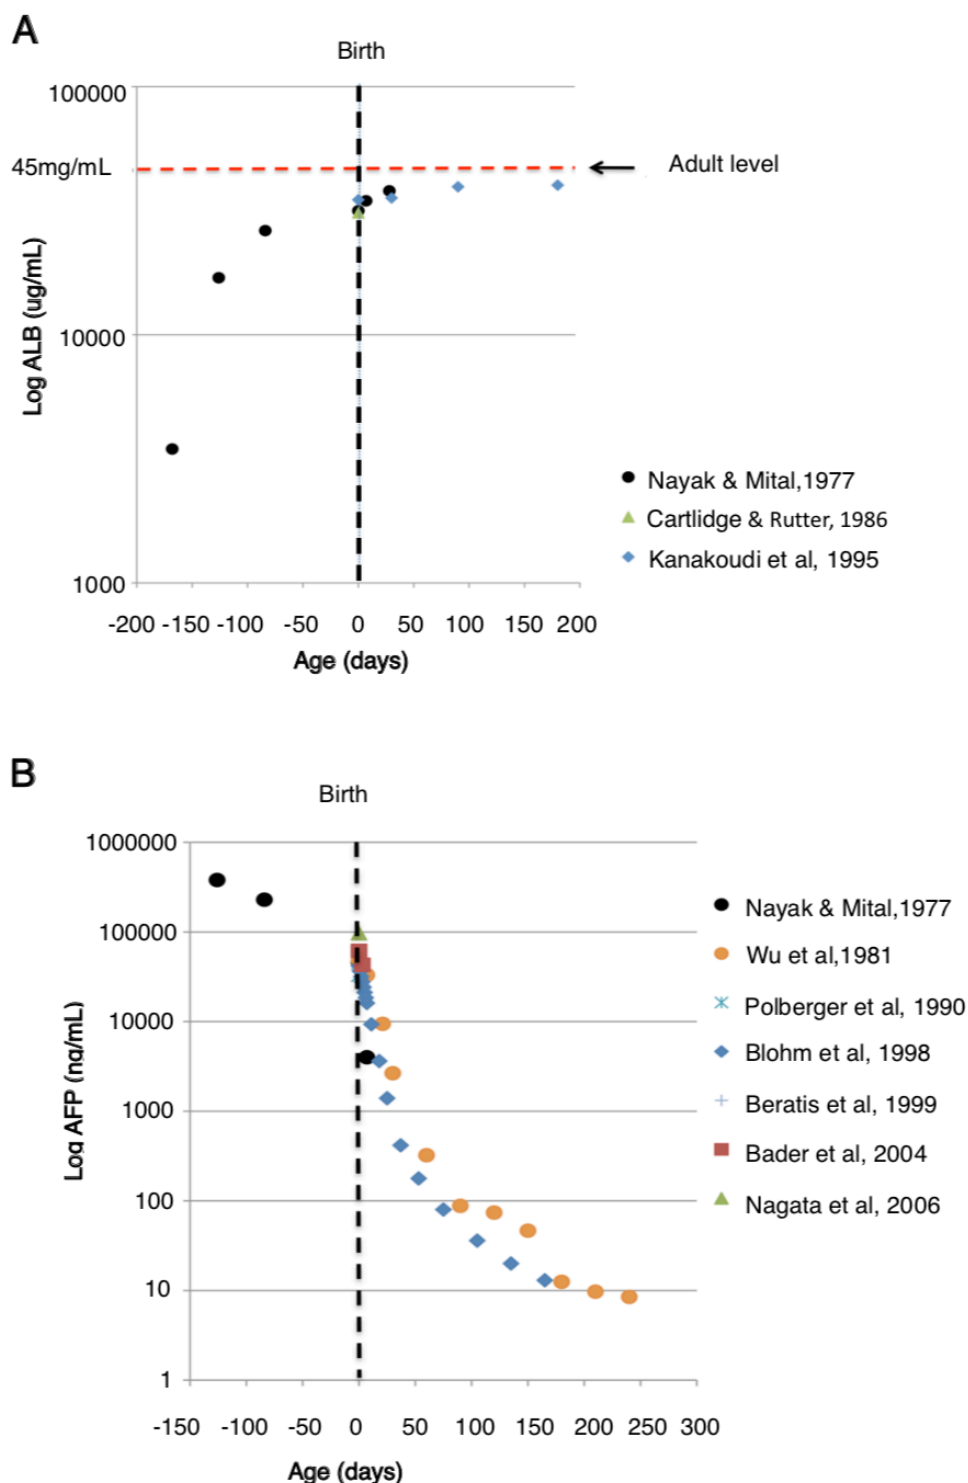 A
Birth
100000
45mg/mL
Adult level
Log ALB (ug/mL)
10000
1000
-200 -150 -100 -50 0 50 100 150 200
Age (days)
Nayak & Mital,1977
Cartlidge & Rutter, 1986
Kanakoudi et al, 1995
B
Birth
1000000
100000
10000
1000
100
10
1
Log AFP (ng/mL)
-150 -100 -50 0 50 100 150 200 250 300
Age (days)
Nayak & Mital,1977
Wu et al,1981
Polberger et al, 1990
Blohm et al, 1998
Beratis et al, 1999
Bader et al, 2004
Nagata et al, 2006